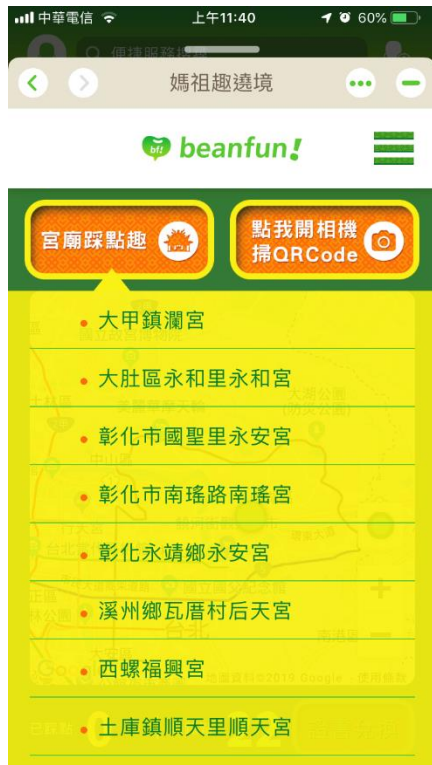 中華電信 上午11:40 60%
便捷服務
媽祖趣遶境
bf!
beanfun!
宮廟踩點趣
點我開相機
掃QRCode
大甲鎮瀾宮
大肚區永和里永和宮
彰化市國聖里永安宮
彰化市南瑤路南瑤宮
彰化永靖鄉永安宮
溪州鄉瓦厝村后天宮
西螺福興宮
土庫鎮順天里順天宮